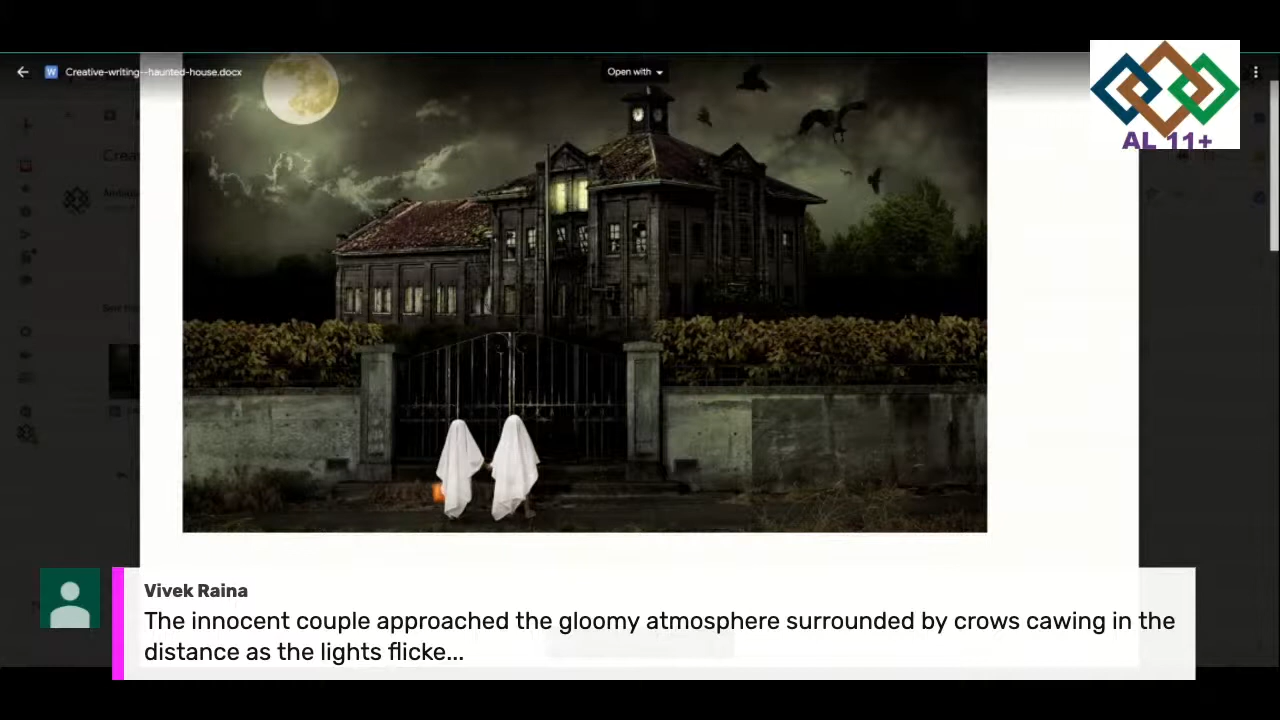 Creative-writing--haunted-house.docx
Open with
AL 11+
Vivek Raina
The innocent couple approached the gloomy atmosphere surrounded by crows cawing in the
distance as the lights flicke...